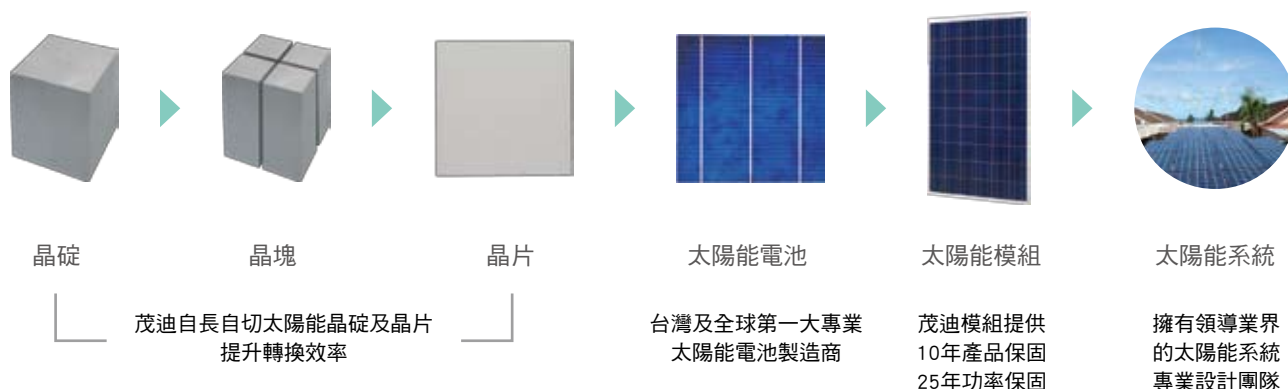 晶碇
晶塊
晶片
太陽能電池
太陽能模組
太陽能系統
茂迪自長自切太陽能晶碇及晶片
提升轉換效率
台灣及全球第一大專業
太陽能電池製造商
茂迪模組提供
10年產品保固
25年功率保固
擁有領導業界
的太陽能系統
專業設計團隊